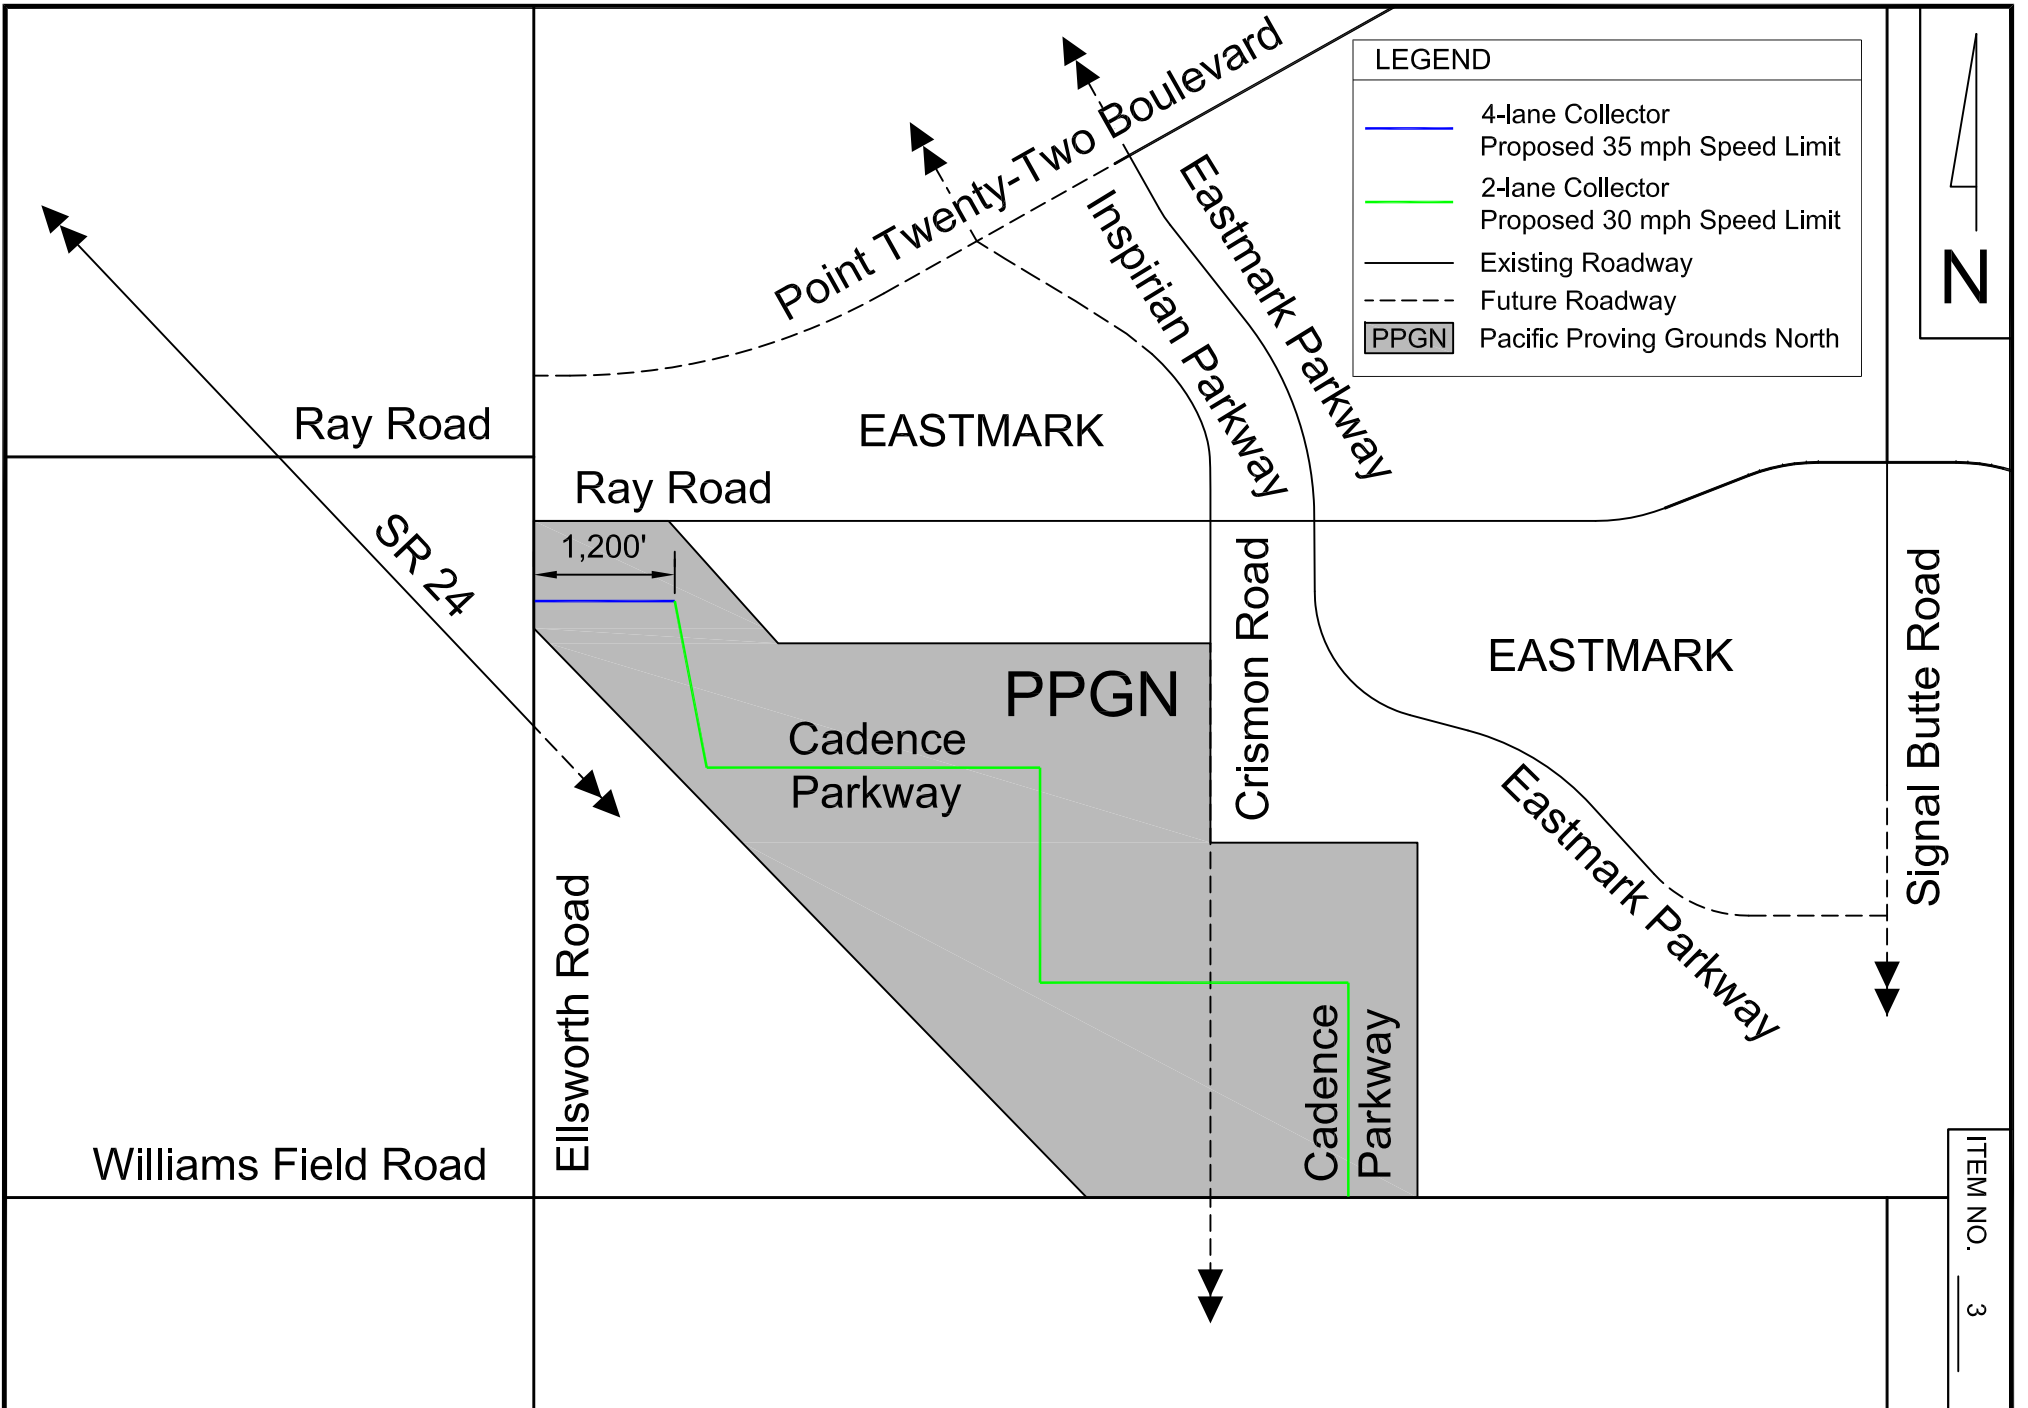 Point Twenty-Two Boulevard
LEGEND
4-lane Collector
Proposed 35 mph Speed Limit
2-lane Collector
Proposed 30 mph Speed Limit
Existing Roadway
Future Roadway
PPGN Pacific Proving Grounds North
N
Eastmark Parkway
Inspirian Parkway
Ray Road
EASTMARK
Ray Road
SR 24
1,200'
Crismon Road
EASTMARK
Signal Butte Road
PPGN
Cadence
Parkway
Eastmark Parkway
Ellsworth Road
Cadence
Parkway
Williams Field Road
ITEM NO. 3